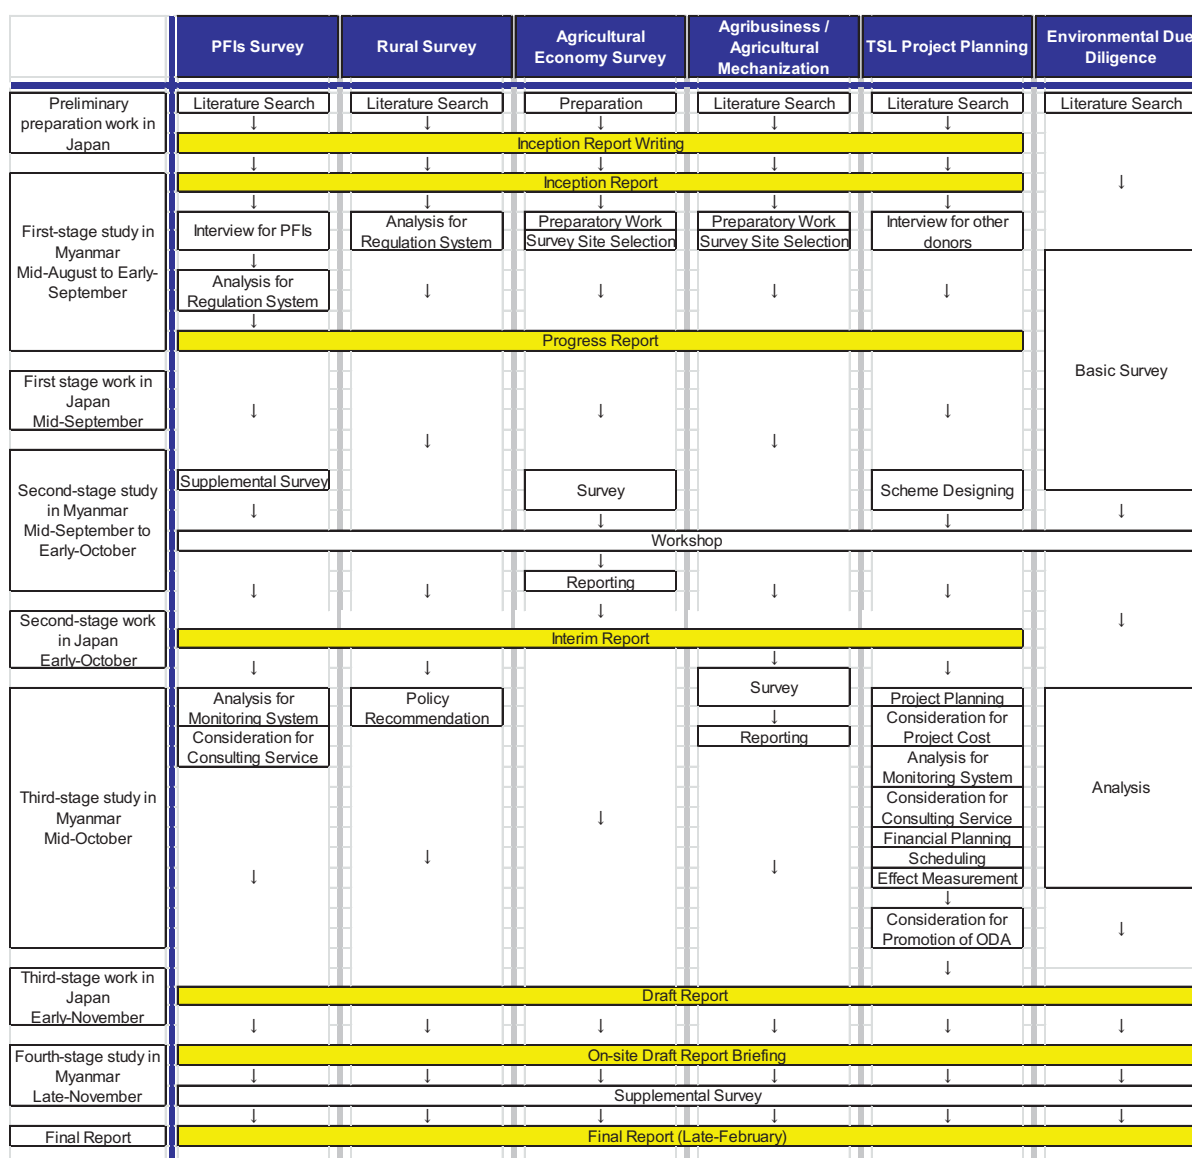 PFIs Survey
Rural Survey
Agricultural
Economy Survey
Agribusiness /
Agricultural
Mechanization
TSL Project Planning
Environmental Due
Diligence
Preliminary
preparation work in
Japan
Literature Search
Literature Search
Preparation
Literature Search
Literature Search
Literature Search
↓ ↓ ↓ ↓ ↓
Inception Report Writing
↓ ↓ ↓ ↓ ↓
First-stage study in
Myanmar
Mid-August to Early-
September
Inception Report
↓
↓ ↓ ↓ ↓ ↓
Interview for PFIs
Analysis for
Regulation System
Preparatory Work
Survey Site Selection
Preparatory Work
Survey Site Selection
Interview for other
donors
↓
Analysis for
Regulation System
↓ ↓ ↓ ↓
↓
Progress Report
Basic Survey
First stage work in
Japan
Mid-September
↓ ↓ ↓
↓ ↓
Second-stage study
in Myanmar
Mid-September to
Early-October
Supplemental Survey
Survey
Scheme Designing
↓ ↓ ↓ ↓
Workshop
↓
Reporting
↓ ↓ ↓ ↓
↓
Second-stage work
in Japan
Early-October
↓
Interim Report
↓ ↓ ↓ ↓
Third-stage study in
Myanmar
Mid-October
Analysis for
Monitoring System
Consideration for
Consulting Service
Policy
Recommendation
Survey
↓
Reporting
Project Planning
Consideration for
Project Cost
Analysis for
Monitoring System
Consideration for
Consulting Service
Financial Planning
Scheduling
Effect Measurement
Analysis
↓ ↓ ↓ ↓
↓
Consideration for
Promotion of ODA
↓
↓
Third-stage work in
Japan
Early-November
Draft Report
↓ ↓ ↓ ↓ ↓ ↓
Fourth-stage study in
Myanmar
Late-November
On-site Draft Report Briefing
↓ ↓ ↓ ↓ ↓ ↓
Supplemental Survey
↓ ↓ ↓ ↓ ↓ ↓
Final Report
Final Report (Late-February)